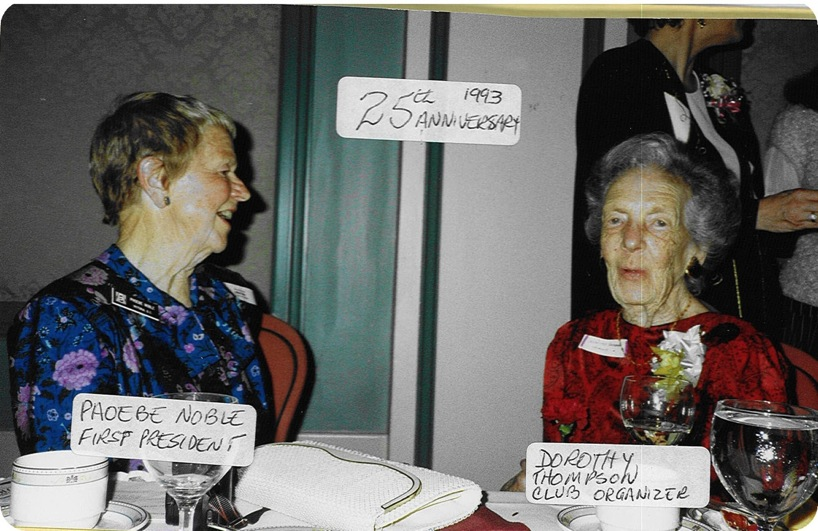 25th 1993
ANNIVERSARY
PHOEBE NOBLE
FIRST PRESIDENT
DOROTHY
THOMPSON
CLUB ORGANIZER